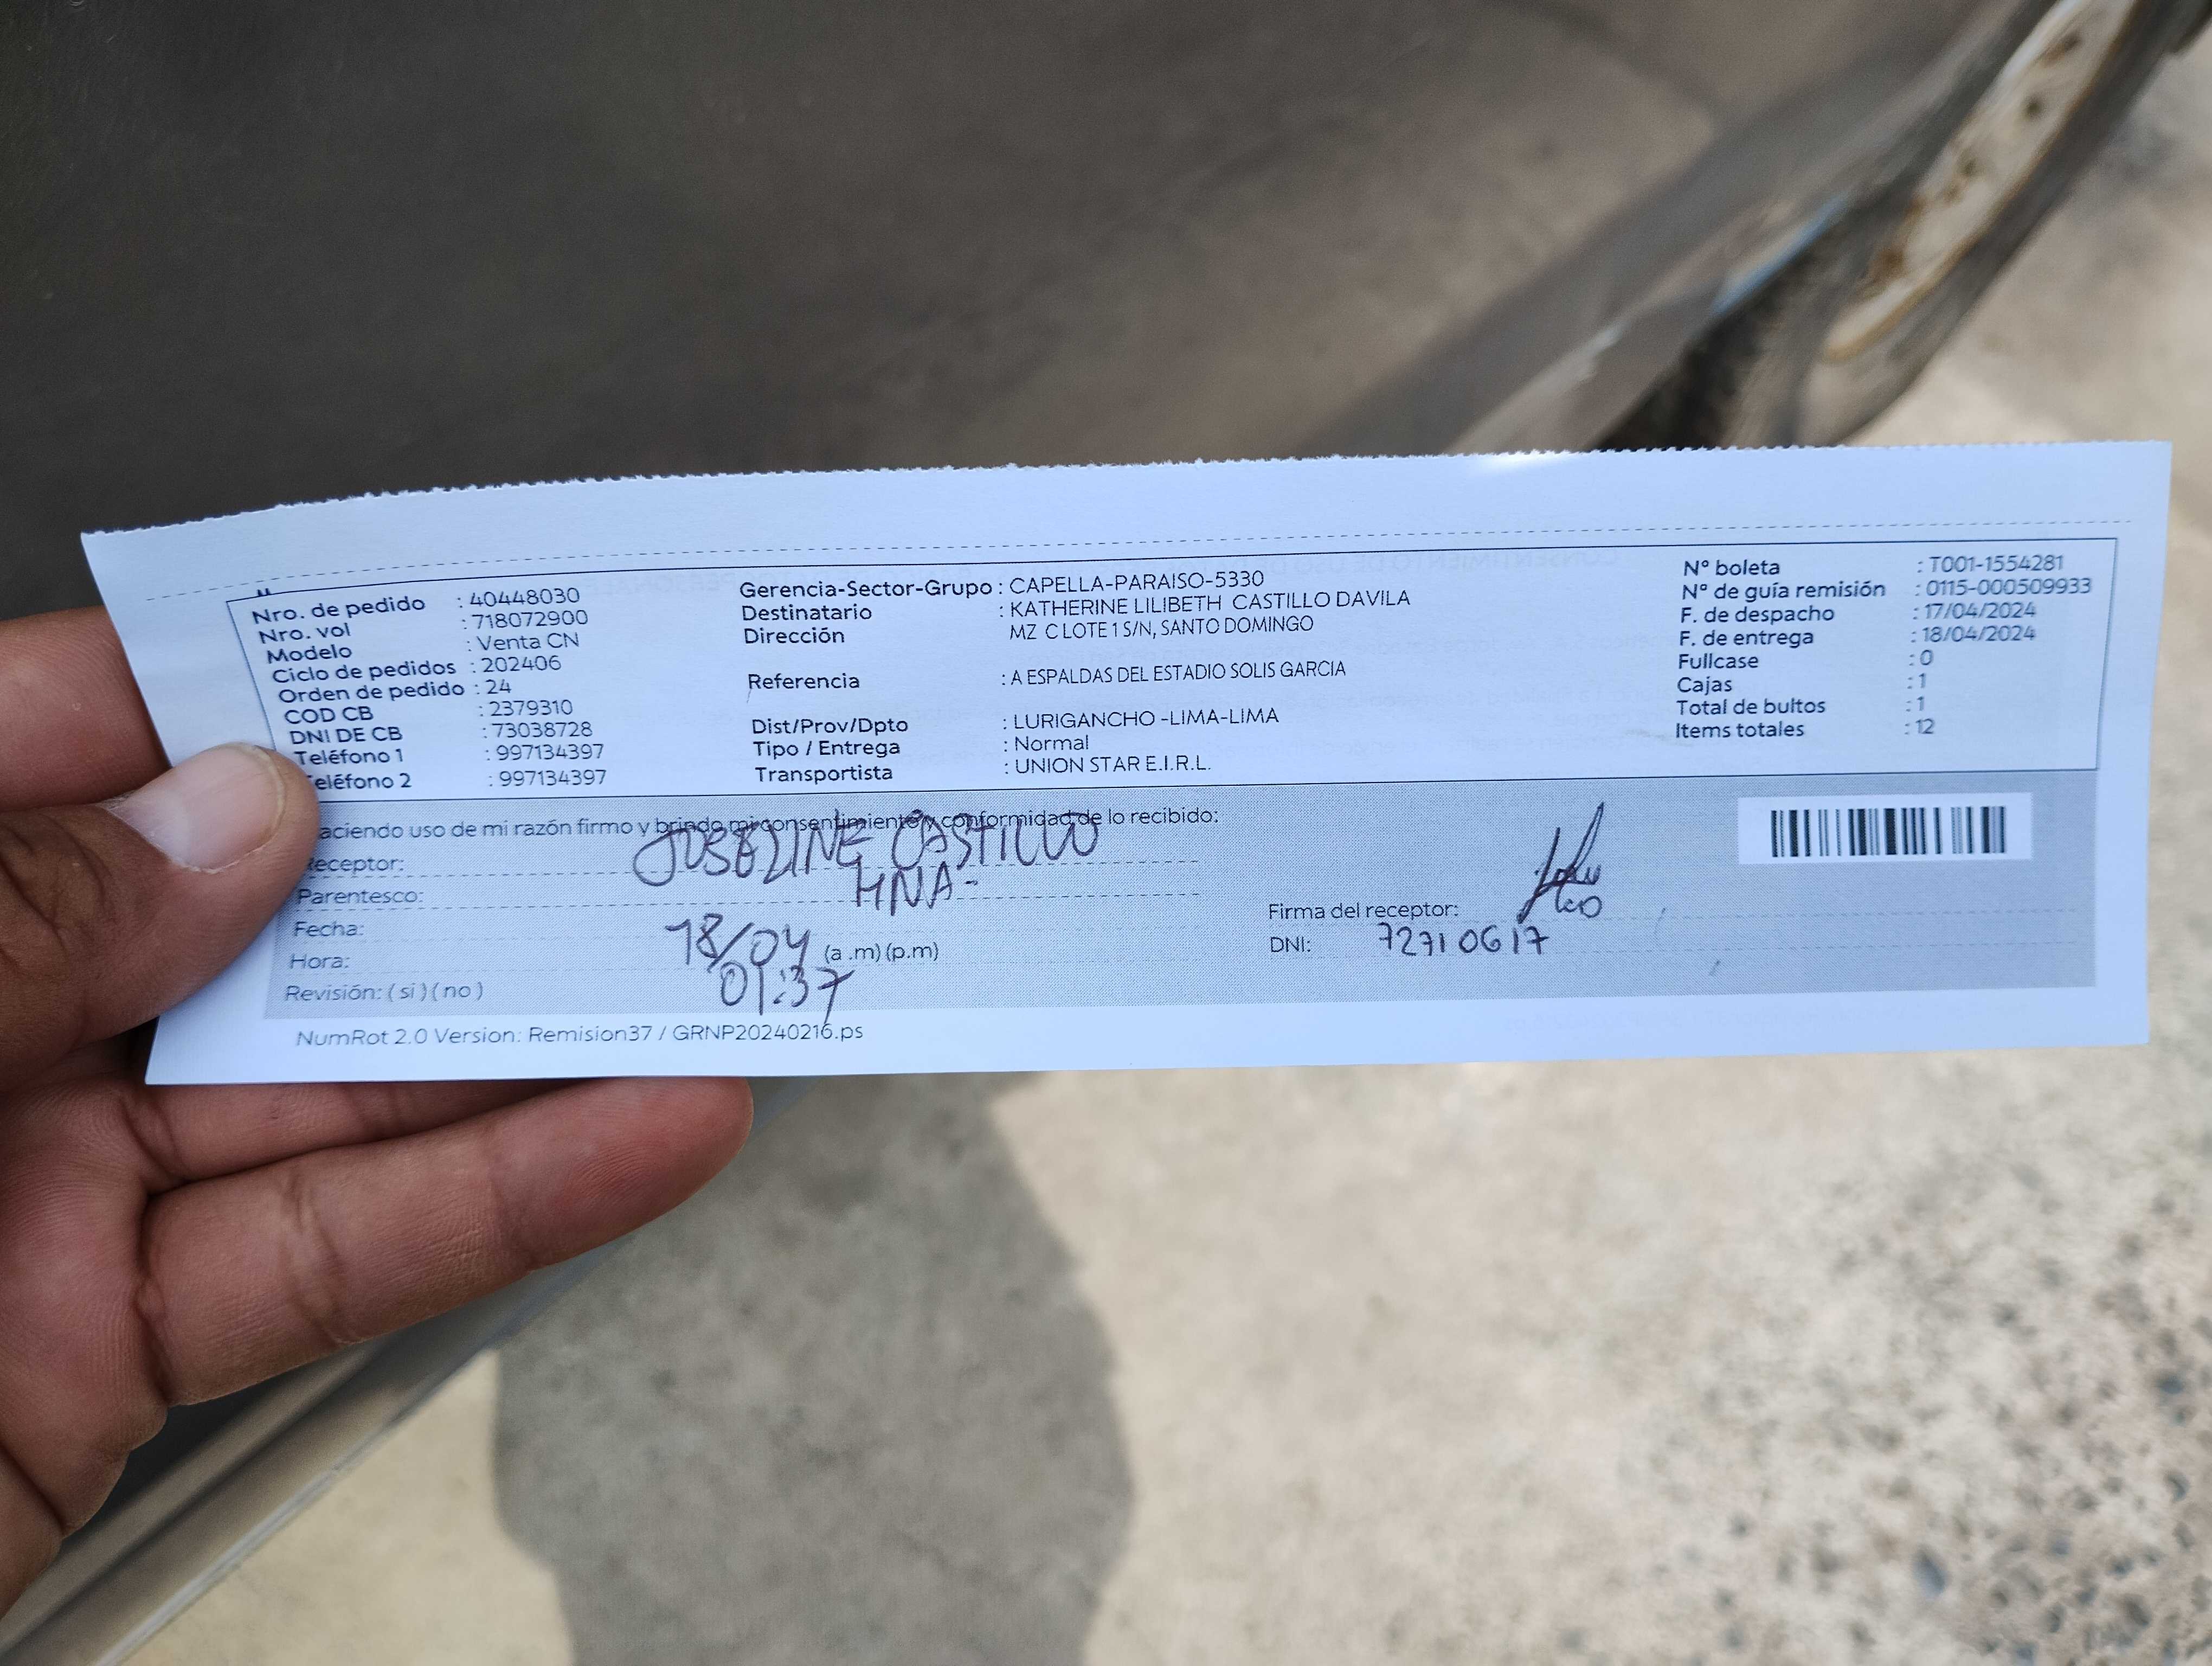 Nro. de pedido : 40448030
Nro. vol : 718072900
Modelo : Venta CN
Ciclo de pedidos : 202406
Orden de pedido : 24
COD CB : 2379310
DNI DE CB : 73038728
Teléfono 1 : 997134397
eléfono 2 : 997134397
Gerencia-Sector-Grupo : CAPELLA-PARAISO-5330
Destinatario : KATHERINE LILIBETH CASTILLO DAVILA
Dirección MZ C LOTE 1 S/N, SANTO DOMINGO
Referencia : A ESPALDAS DEL ESTADIO SOLIS GARCIA
Dist/Prov/Dpto : LURIGANCHO -LIMA-LIMA
Tipo / Entrega : Normal
Transportista : UNION STAR E.I.R.L.
N° boleta : T001-1554281
N° de guía remisión : 0115-000509933
F. de despacho : 17/04/2024
F. de entrega : 18/04/2024
Fullcase : 0
Cajas : 1
Total de bultos : 1
Items totales : 12
aciendo uso de mi razón firmo y brindo mi consentimiento y conformidad de lo recibido:
Receptor: JOSELINE CASTILLO
Parentesco: HNA-
Fecha: 18/04
Hora: 01:37 (a .m) (p.m)
Revisión: ( si ) ( no )
Firma del receptor:
DNI: 72710617
NumRot 2.0 Version: Remision37 / GRNP20240216.ps